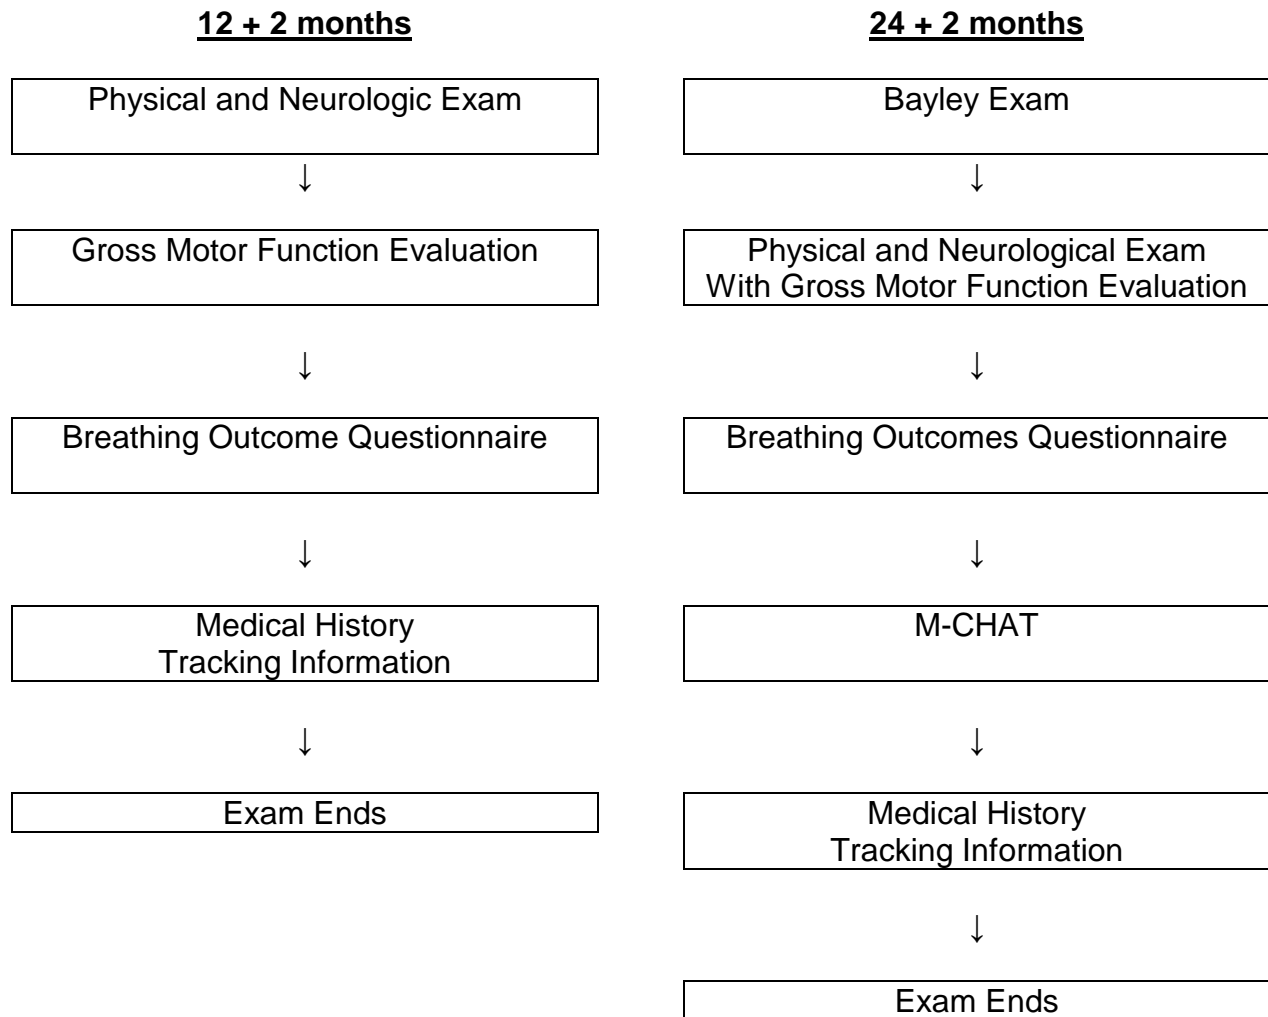 12 + 2 months
Physical and Neurologic Exam
↓
Gross Motor Function Evaluation
↓
Breathing Outcome Questionnaire
↓
Medical History
Tracking Information
↓
Exam Ends
24 + 2 months
Bayley Exam
↓
Physical and Neurological Exam
With Gross Motor Function Evaluation
↓
Breathing Outcomes Questionnaire
↓
M-CHAT
↓
Medical History
Tracking Information
↓
Exam Ends